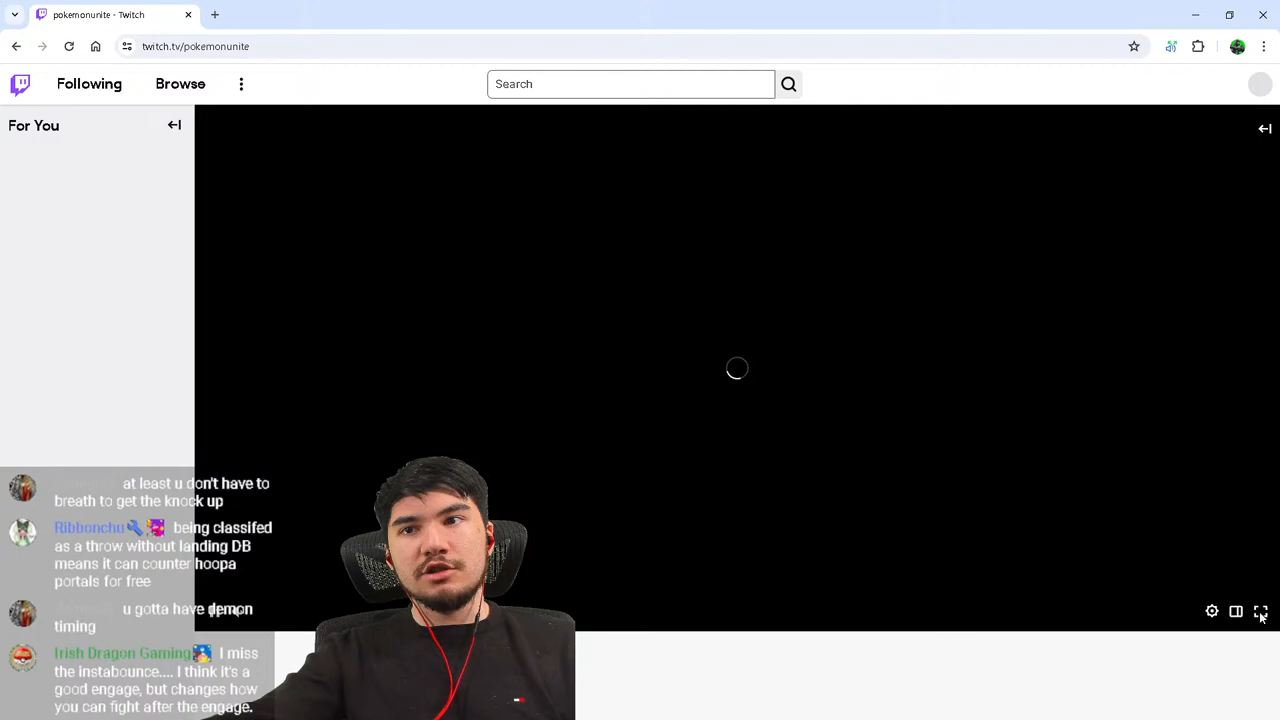 pokemonunite - Twitch
twitch.tv/pokemonunite
Following
Browse
Search
For You
at least u don't have to
breath to get the knock up
Ribbonchu being classifed
as a throw without landing DB
means it can counter hoopa
portals for free
u gotta have demon
timing
Irish Dragon Gaming I miss
the instabounce.... I think it's a
good engage, but changes how
you can fight after the engage.